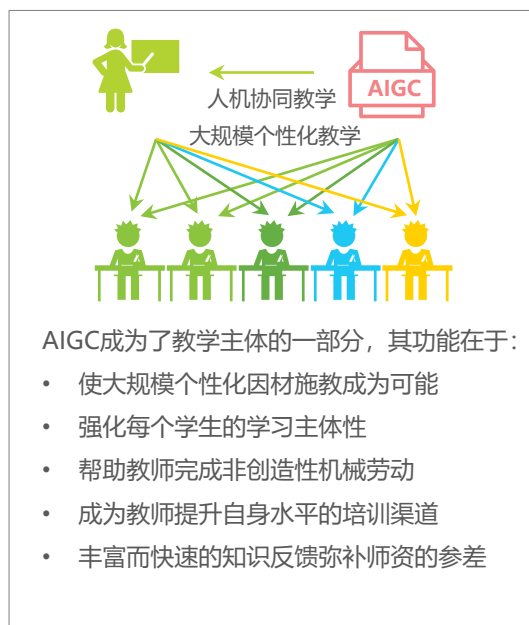 AIGC
人机协同教学
大规模个性化教学
AIGC成为了教学主体的一部分，其功能在于：
• 使大规模个性化因材施教成为可能
• 强化每个学生的学习主体性
• 帮助教师完成非创造性机械劳动
• 成为教师提升自身水平的培训渠道
• 丰富而快速的知识反馈弥补师资的参差